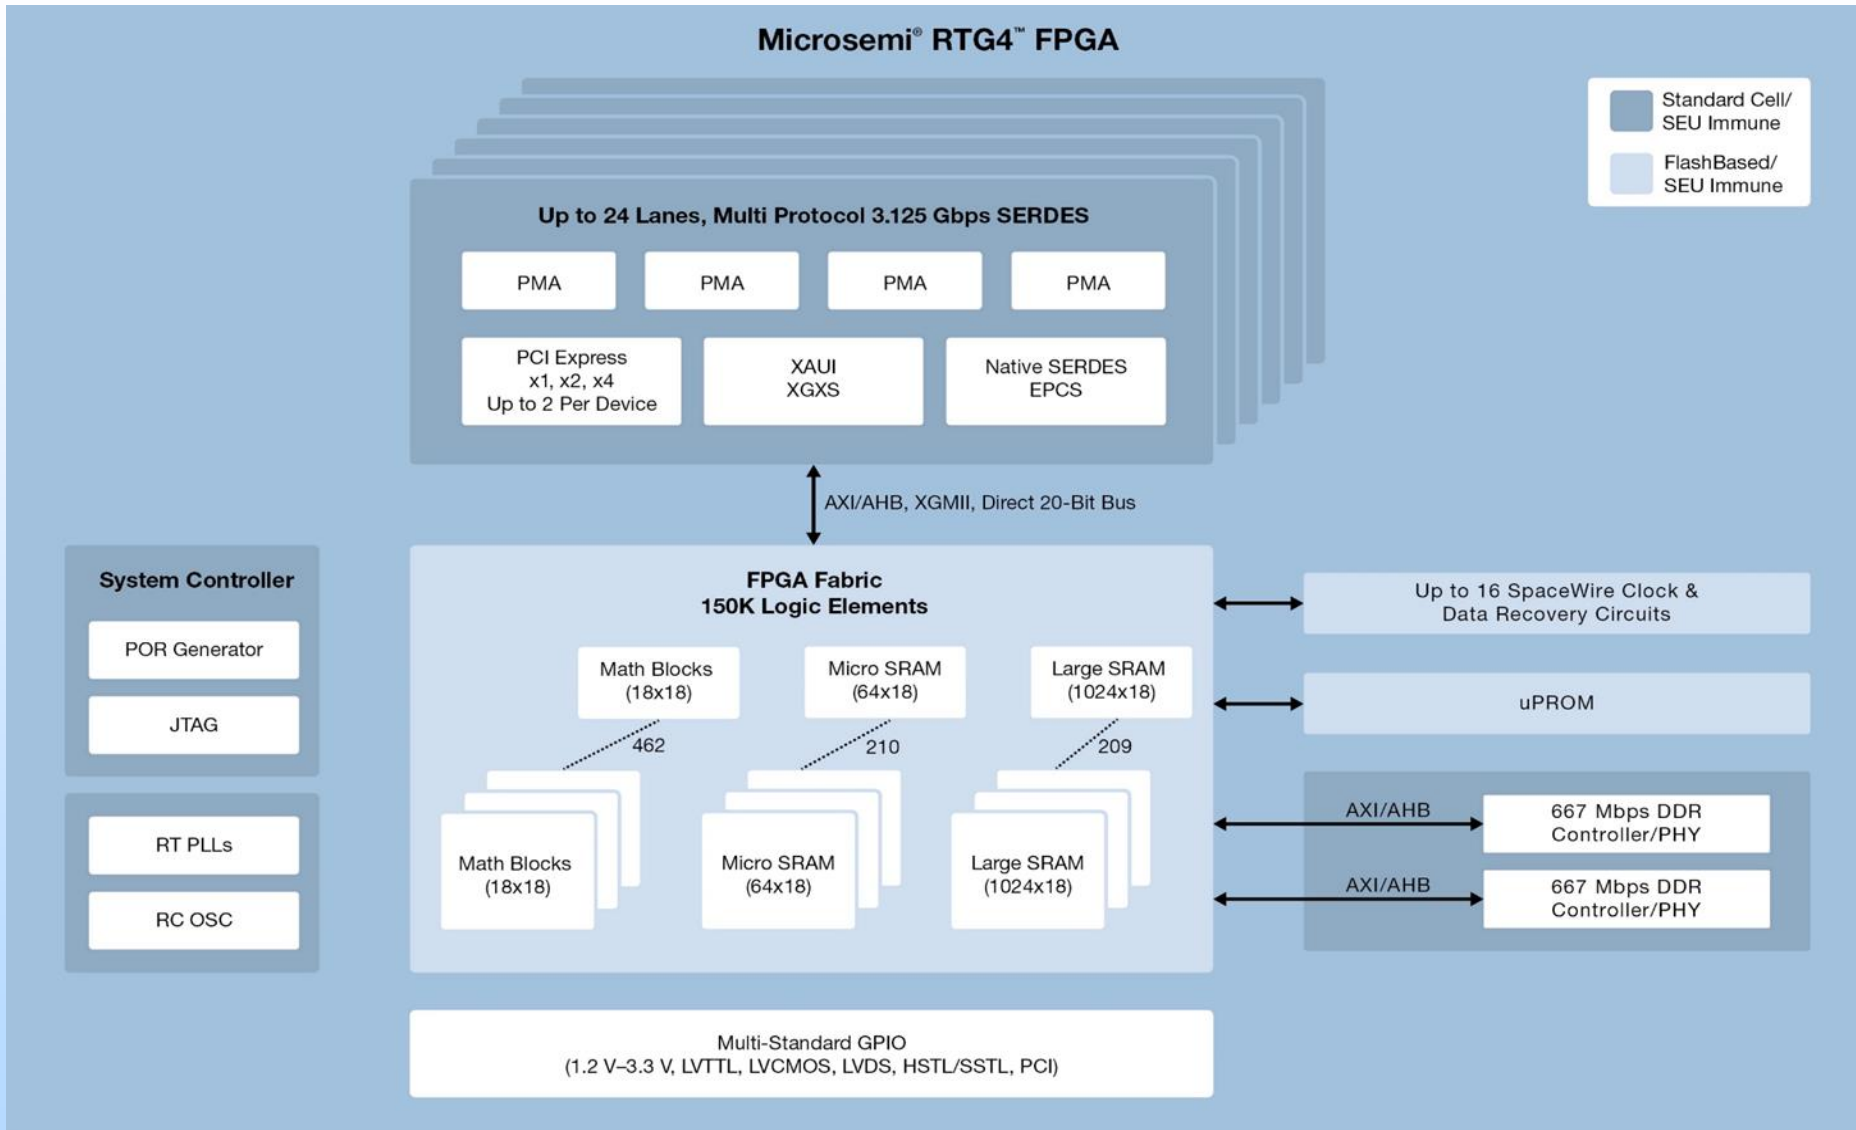 Microsemi® RTG4™ FPGA
Standard Cell/
SEU Immune
FlashBased/
SEU Immune
Up to 24 Lanes, Multi Protocol 3.125 Gbps SERDES
PMA
PMA
PMA
PMA
PCI Express
x1, x2, x4
Up to 2 Per Device
XAUI
XGXS
Native SERDES
EPCS
AXI/AHB, XGMII, Direct 20-Bit Bus
System Controller
POR Generator
JTAG
RT PLLs
RC OSC
FPGA Fabric
150K Logic Elements
Math Blocks
(18x18)
Micro SRAM
(64x18)
Large SRAM
(1024x18)
462
210
209
Math Blocks
(18x18)
Micro SRAM
(64x18)
Large SRAM
(1024x18)
Up to 16 SpaceWire Clock &
Data Recovery Circuits
uPROM
AXI/AHB
667 Mbps DDR
Controller/PHY
AXI/AHB
667 Mbps DDR
Controller/PHY
Multi-Standard GPIO
(1.2 V–3.3 V, LVTTL, LVCMOS, LVDS, HSTL/SSTL, PCI)